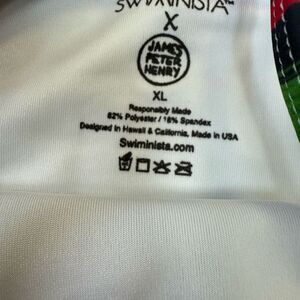 SWIMINISTA™
X
JAMES
PETER
HENRY
XL
Responsibly Made
82% Polyester / 18% Spandex
Designed in Hawaii & California, Made in USA
Swiminista.com